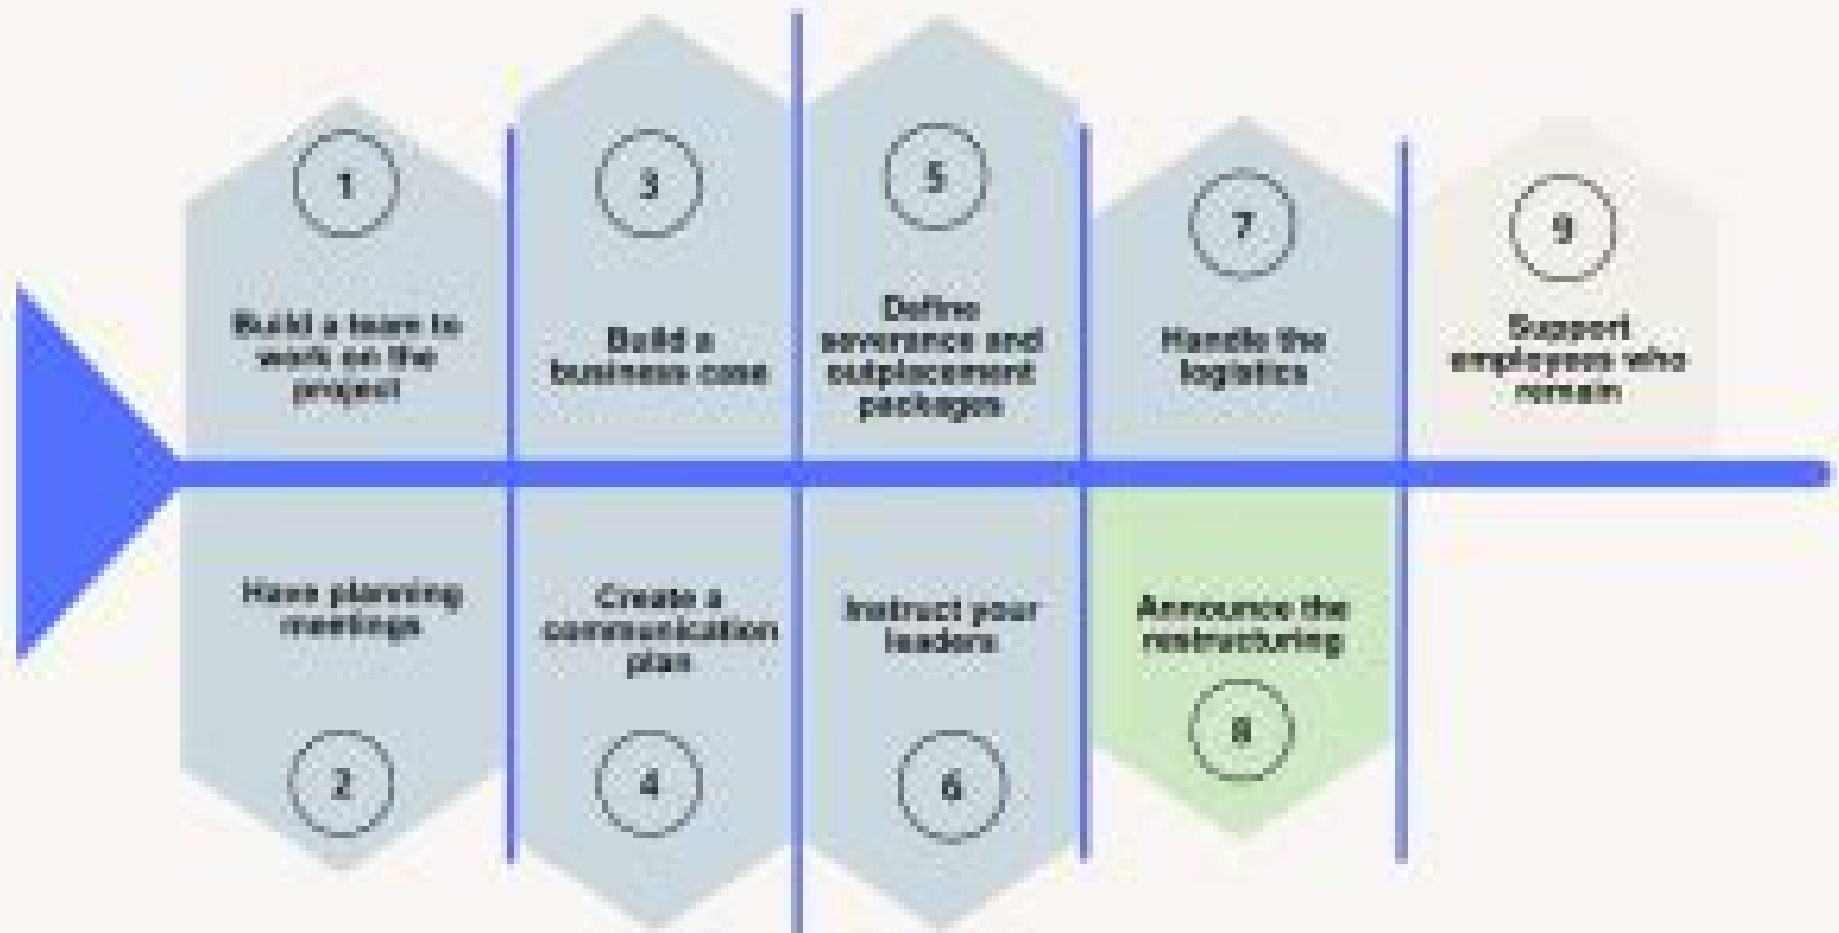 1
Build a team to
work on the
project
2
Have planning
meetings
3
Build a
business case
4
Create a
communication
plan
5
Define
severance and
outplacement
packages
6
Instruct your
leaders
7
Handle the
logistics
8
Announce the
restructuring
9
Support
employees who
remain